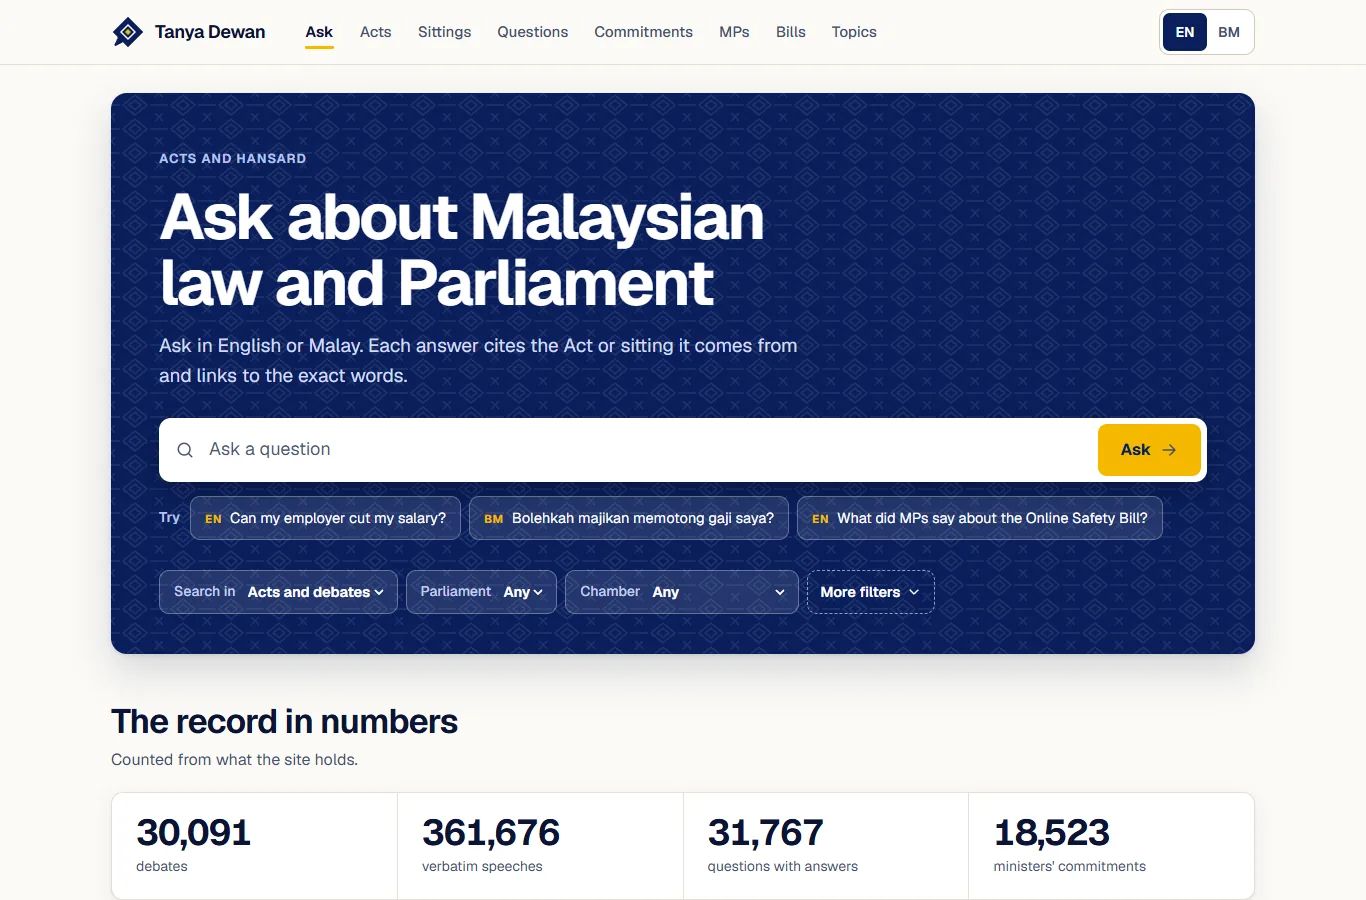 Tanya Dewan
Ask
Acts
Sittings
Questions
Commitments
MPs
Bills
Topics
EN
BM
ACTS AND HANSARD
Ask about Malaysian
law and Parliament
Ask in English or Malay. Each answer cites the Act or sitting it comes from
and links to the exact words.
Ask a question
Ask
Try
EN Can my employer cut my salary?
BM Bolehkah majikan memotong gaji saya?
EN What did MPs say about the Online Safety Bill?
Search in Acts and debates
Parliament Any
Chamber Any
More filters
The record in numbers
Counted from what the site holds.
30,091
debates
361,676
verbatim speeches
31,767
questions with answers
18,523
ministers' commitments